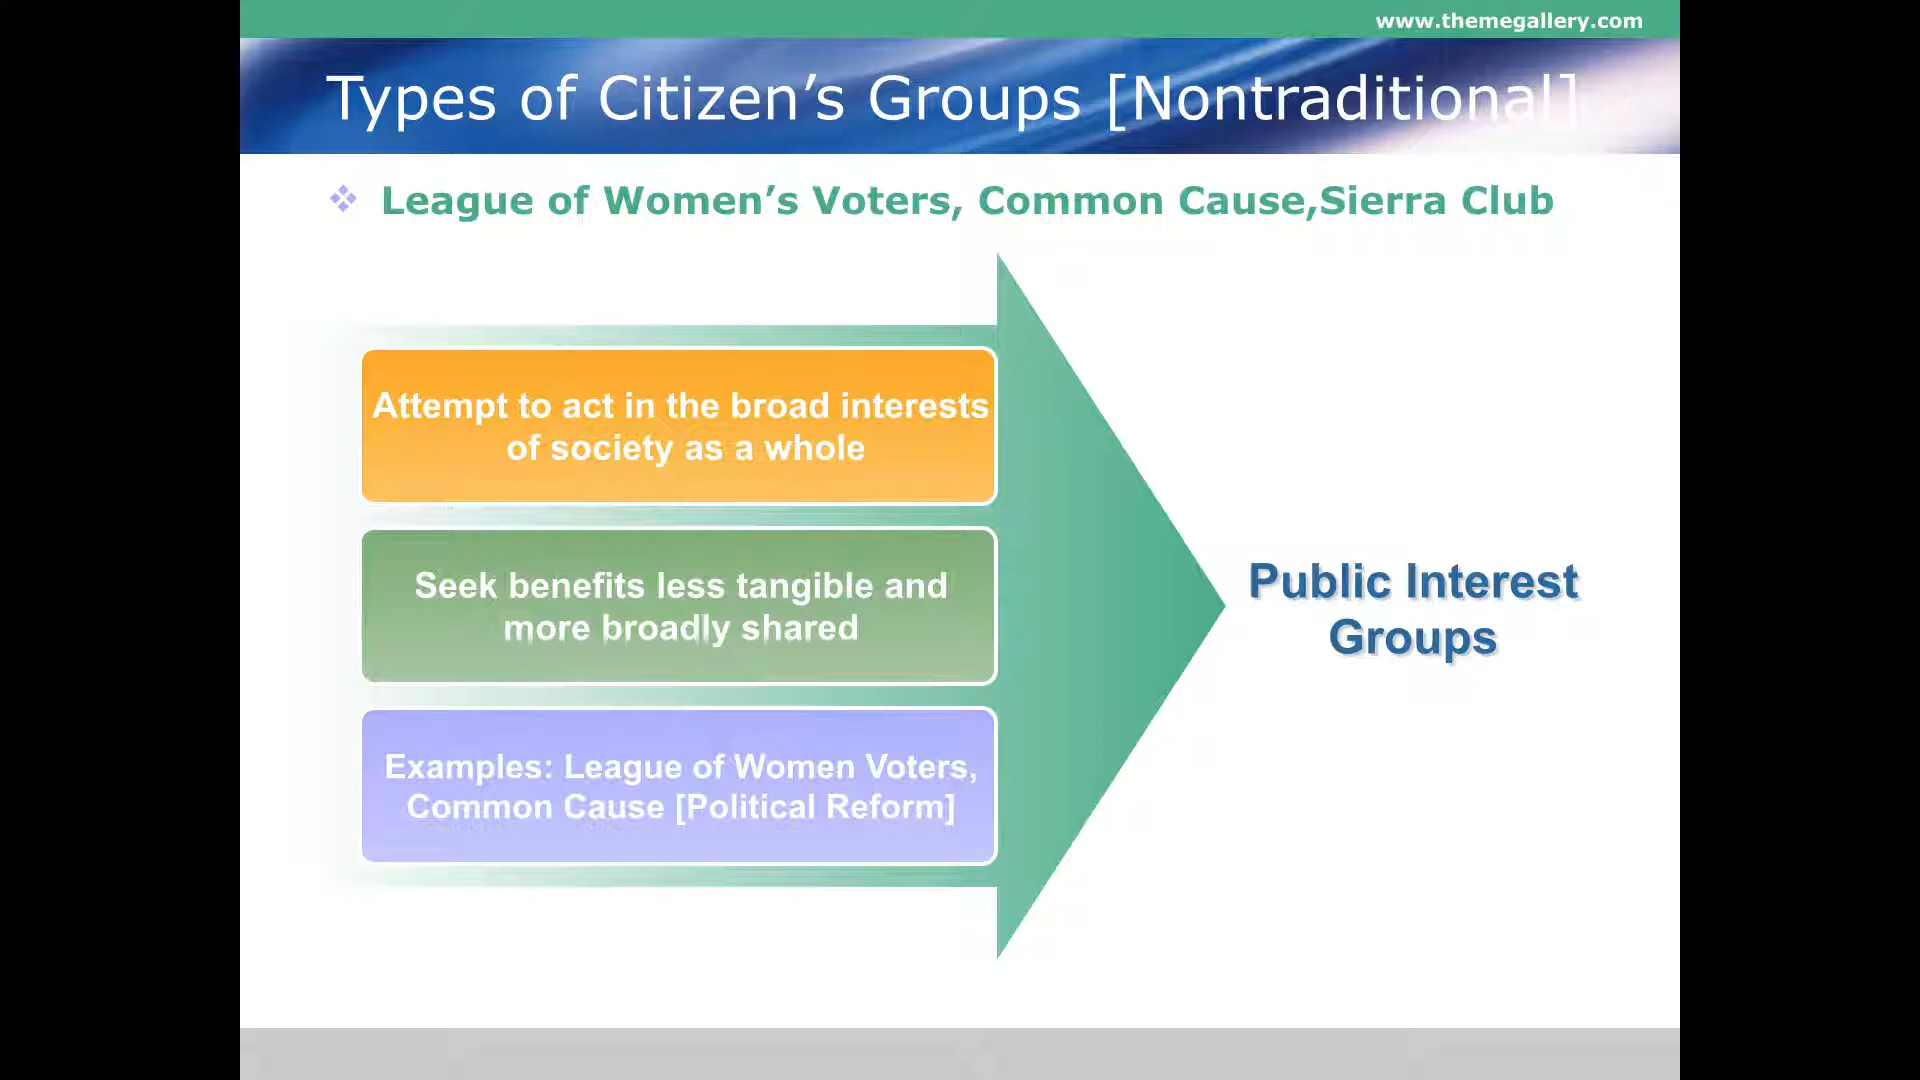 www.themegallery.com
Types of Citizen’s Groups [Nontraditional]
League of Women’s Voters, Common Cause,Sierra Club
Attempt to act in the broad interests
of society as a whole
Seek benefits less tangible and
more broadly shared
Examples: League of Women Voters,
Common Cause [Political Reform]
Public Interest
Groups